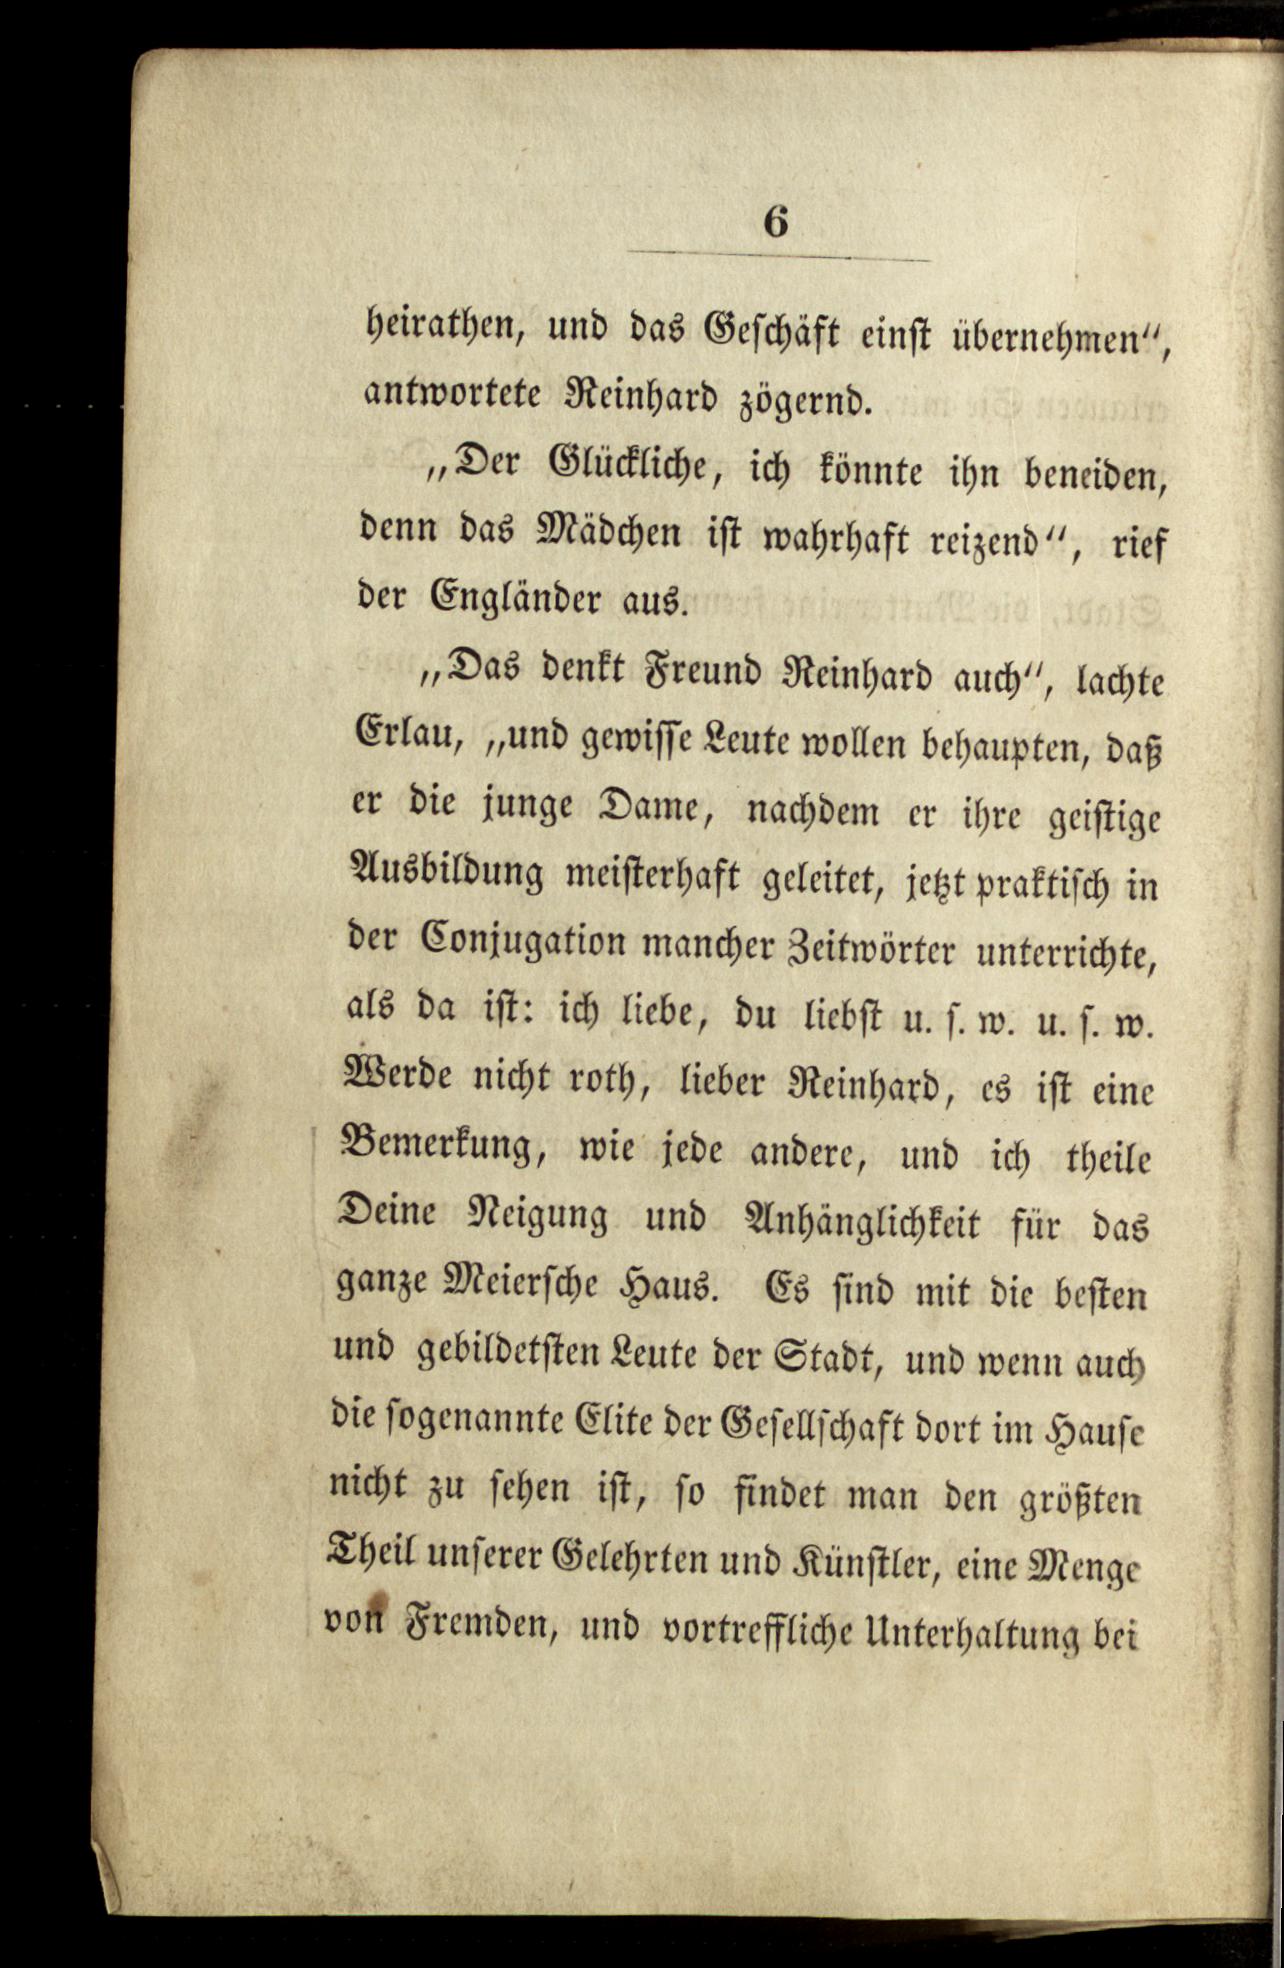 6
heirathen, und das Geschäft einst übernehmen“,
antwortete Reinhard zögernd.
„Der Glückliche, ich könnte ihn beneiden,
denn das Mädchen ist wahrhaft reizend“, rief
der Engländer aus.
„Das denkt Freund Reinhard auch“, lachte
Erlau, „und gewisse Leute wollen behaupten, daß
er die junge Dame, nachdem er ihre geistige
Ausbildung meisterhaft geleitet, jetzt praktisch in
der Conjugation mancher Zeitwörter unterrichte,
als da ist: ich liebe, du liebst u. s. w. u. s. w.
Werde nicht roth, lieber Reinhard, es ist eine
Bemerkung, wie jede andere, und ich theile
Deine Neigung und Anhänglichkeit für das
ganze Meiersche Haus. Es sind mit die besten
und gebildetsten Leute der Stadt, und wenn auch
die sogenannte Elite der Gesellschaft dort im Hause
nicht zu sehen ist, so findet man den größten
Theil unserer Gelehrten und Künstler, eine Menge
von Fremden, und vortreffliche Unterhaltung bei